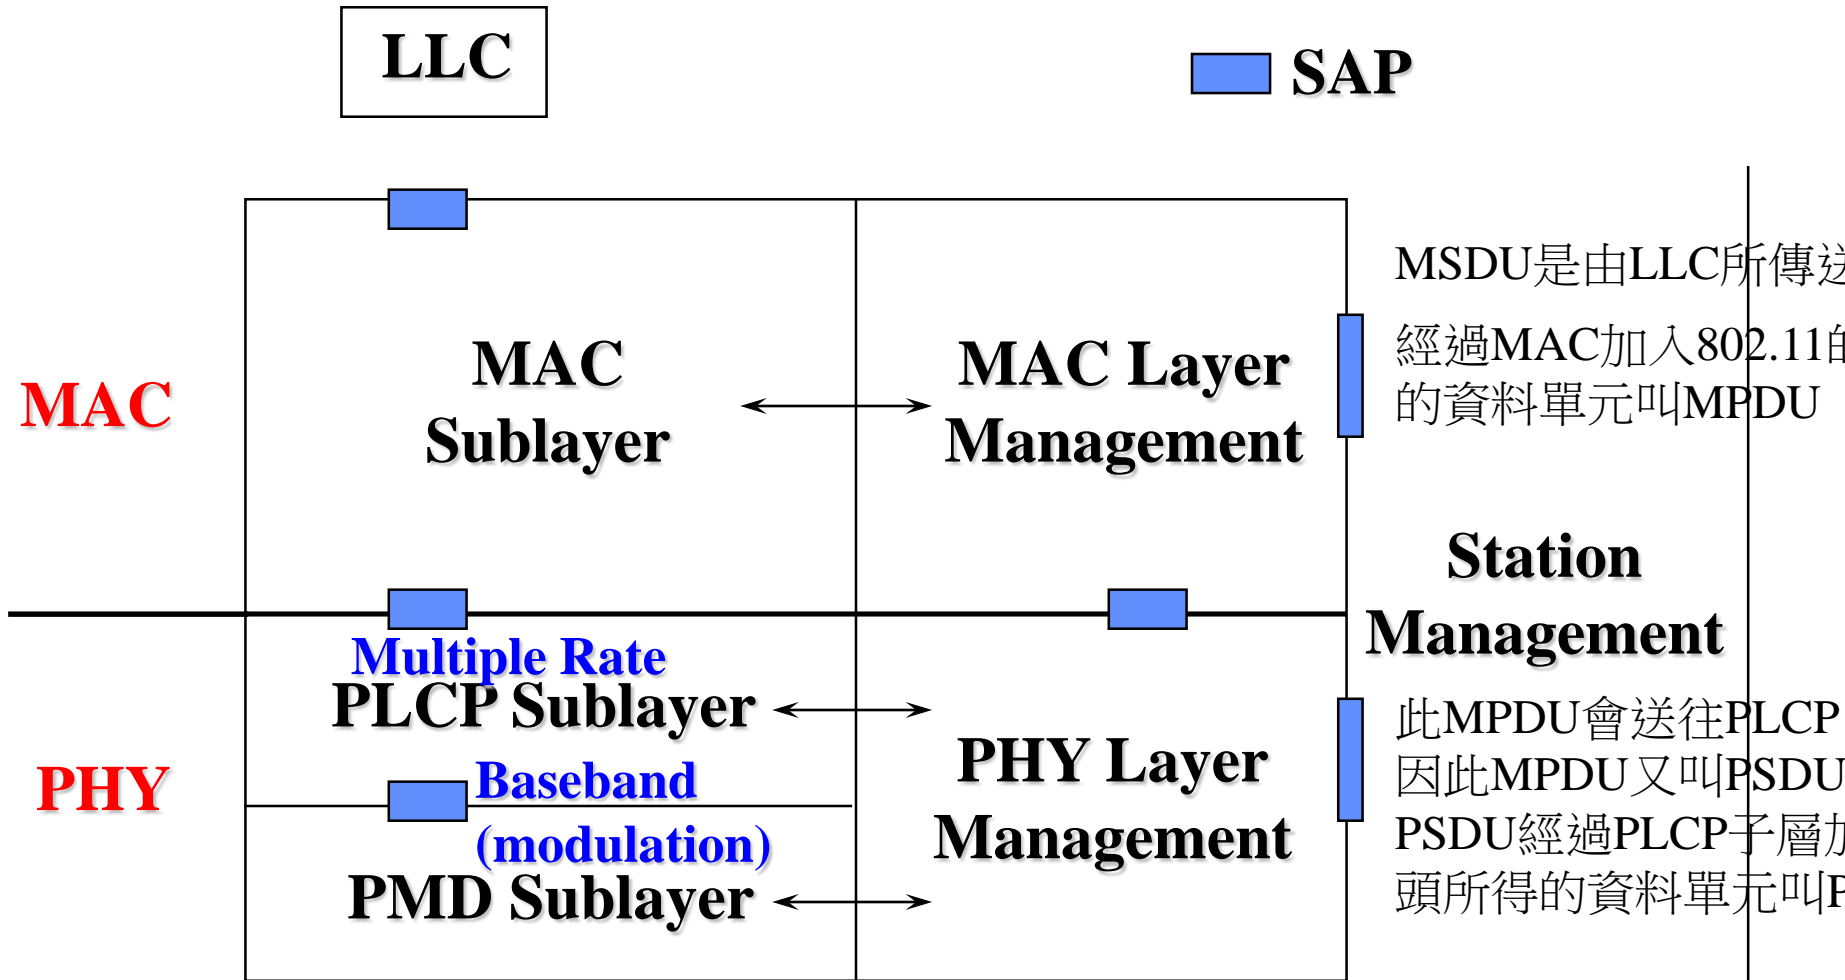 LLC
SAP
MSDU是由LLC所傳
經過MAC加入802.11
的資料單元叫MPDU
MAC
MAC
Sublayer
MAC Layer
Management
Station
Management
Multiple Rate
PLCP Sublayer
PHY
Baseband
(modulation)
PMD Sublayer
PHY Layer
Management
此MPDU會送往PLCP
因此MPDU又叫PSDU
PSDU經過PLCP子層
頭所得的資料單元叫P